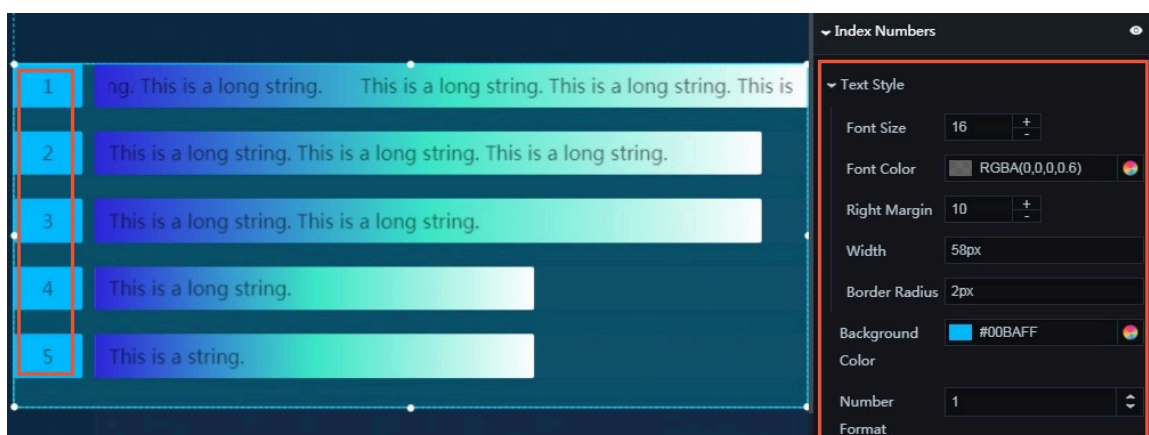 1 ng. This is a long string. This is a long string. This is a long string. This is
2 This is a long string. This is a long string. This is a long string.
3 This is a long string. This is a long string.
4 This is a long string.
5 This is a string.
Index Numbers
Text Style
Font Size 16 + -
Font Color RGBA(0,0,0,0.6)
Right Margin 10 + -
Width 58px
Border Radius 2px
Background #00BAFF
Color
Number 1
Format